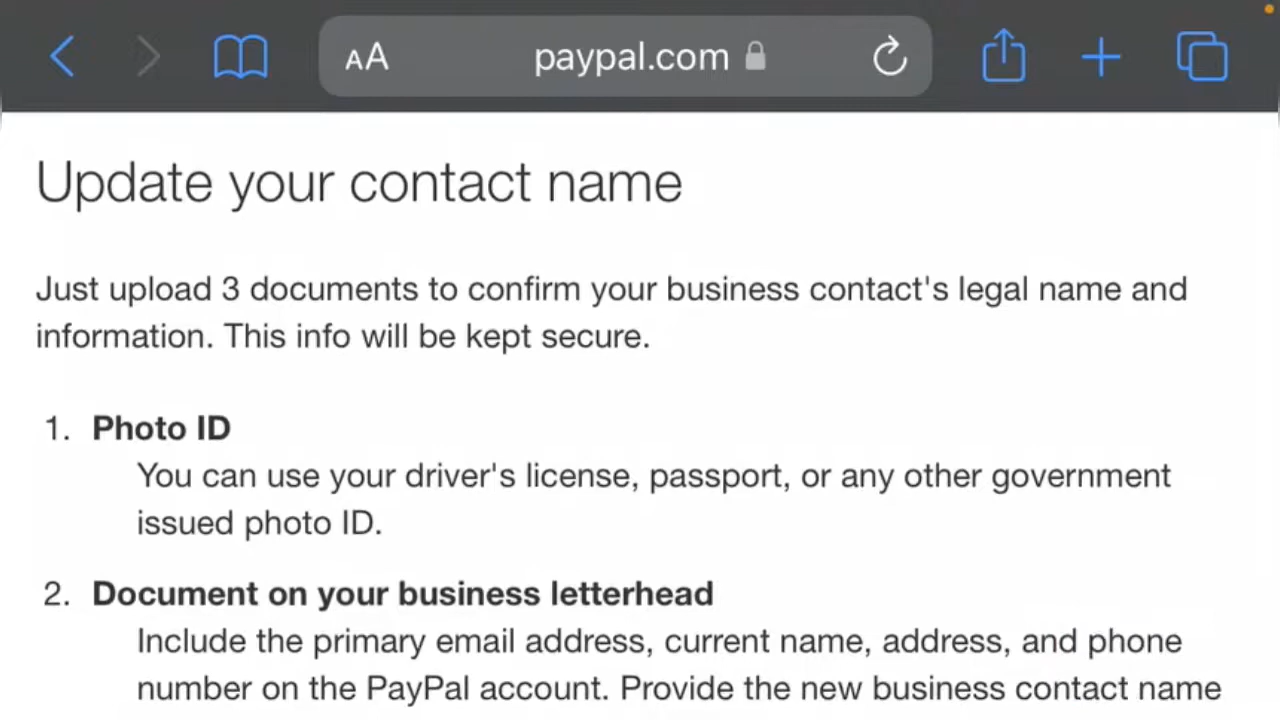 AA paypal.com
Update your contact name
Just upload 3 documents to confirm your business contact's legal name and
information. This info will be kept secure.
1. Photo ID
You can use your driver's license, passport, or any other government
issued photo ID.
2. Document on your business letterhead
Include the primary email address, current name, address, and phone
number on the PayPal account. Provide the new business contact name